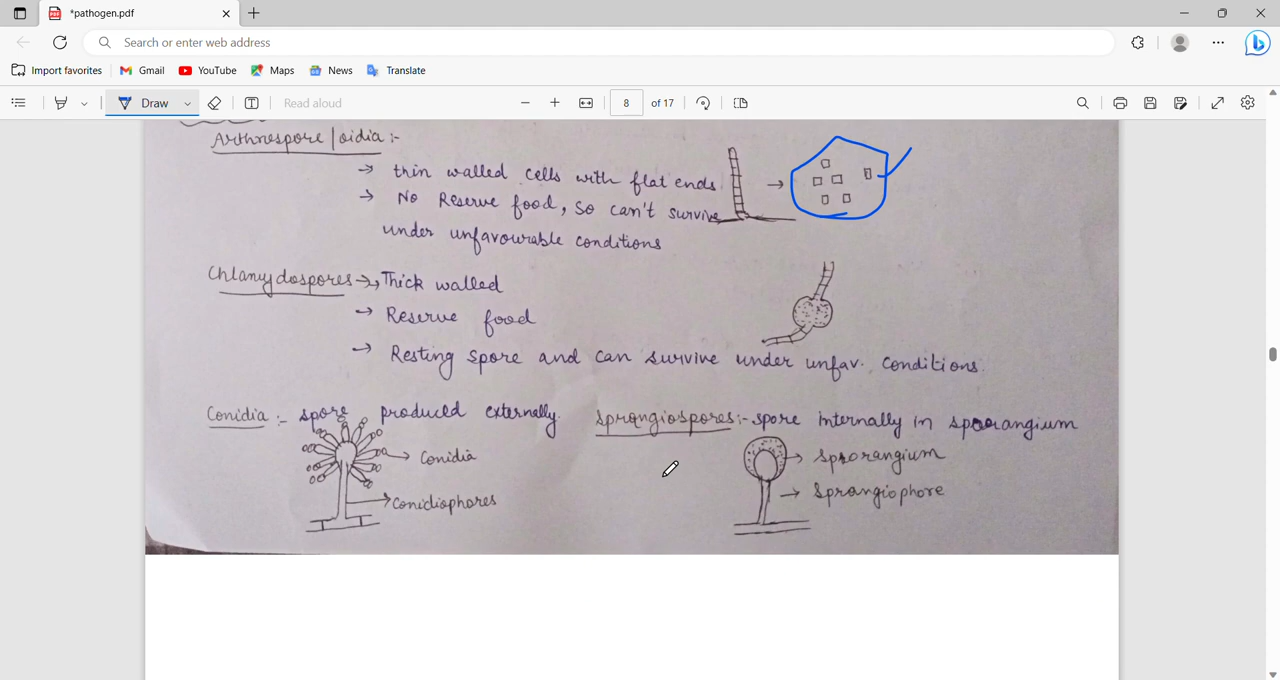 *pathogen.pdf
Search or enter web address
Import favorites Gmail YouTube Maps News Translate
Draw Read aloud 8 of 17
Arthrospore / oidia :-
→ thin walled cells with flat ends.
→ No Reserve food, so can't survive
under unfavourable conditions
Chlamydospores → Thick walled
→ Reserve food
→ Resting spore and can survive under unfav. conditions.
Conidia :- spore produced externally. Sprangiospores :- spore internally in sporangium
Conidia
Conidiophores
Sporangium
Sprangiophore